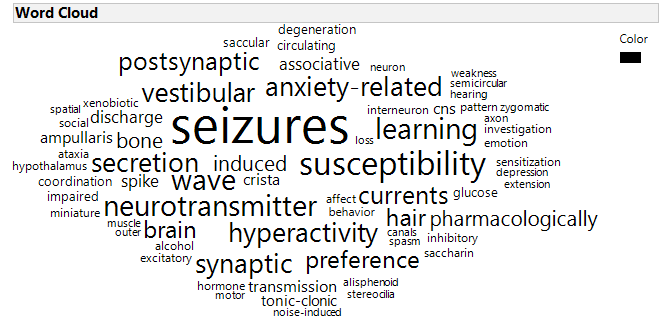 Word Cloud
Color
degeneration
saccular circulating
postsynaptic associative neuron
vestibular anxiety-related weakness
semicircular
hearing
spatial xenobiotic
social discharge seizures interneuron cns pattern zygomatic
axon
ampullaris bone loss learning investigation
emotion
ataxia
hypothalamus secretion induced susceptibility sensitization
depression
coordination spike wave crista extension
impaired affect currents glucose
miniature neurotransmitter behavior hair pharmacologically
muscle
outer brain hyperactivity canals
spasm inhibitory
alcohol
excitatory synaptic preference saccharin
hormone transmission alisphenoid
motor tonic-clonic stereocilia
noise-induced